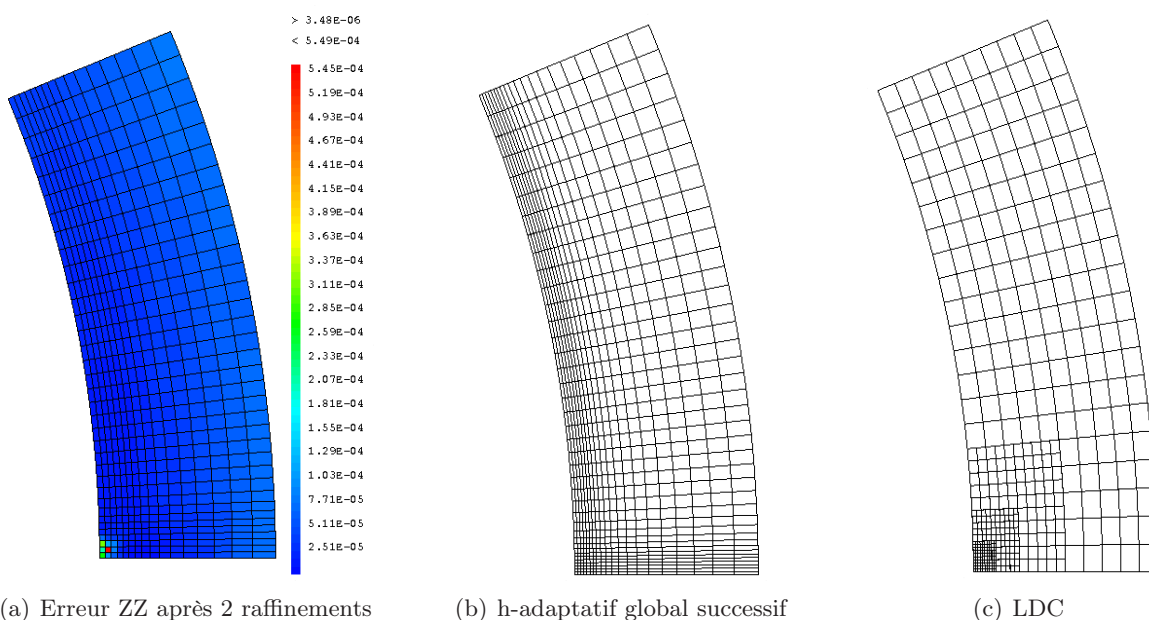 > 3.48E-06
< 5.49E-04
5.45E-04
5.19E-04
4.93E-04
4.67E-04
4.41E-04
4.15E-04
3.89E-04
3.63E-04
3.37E-04
3.11E-04
2.85E-04
2.59E-04
2.33E-04
2.07E-04
1.81E-04
1.55E-04
1.29E-04
1.03E-04
7.71E-05
5.11E-05
2.51E-05
(a) Erreur ZZ après 2 raffinements
(b) h-adaptatif global successif
(c) LDC